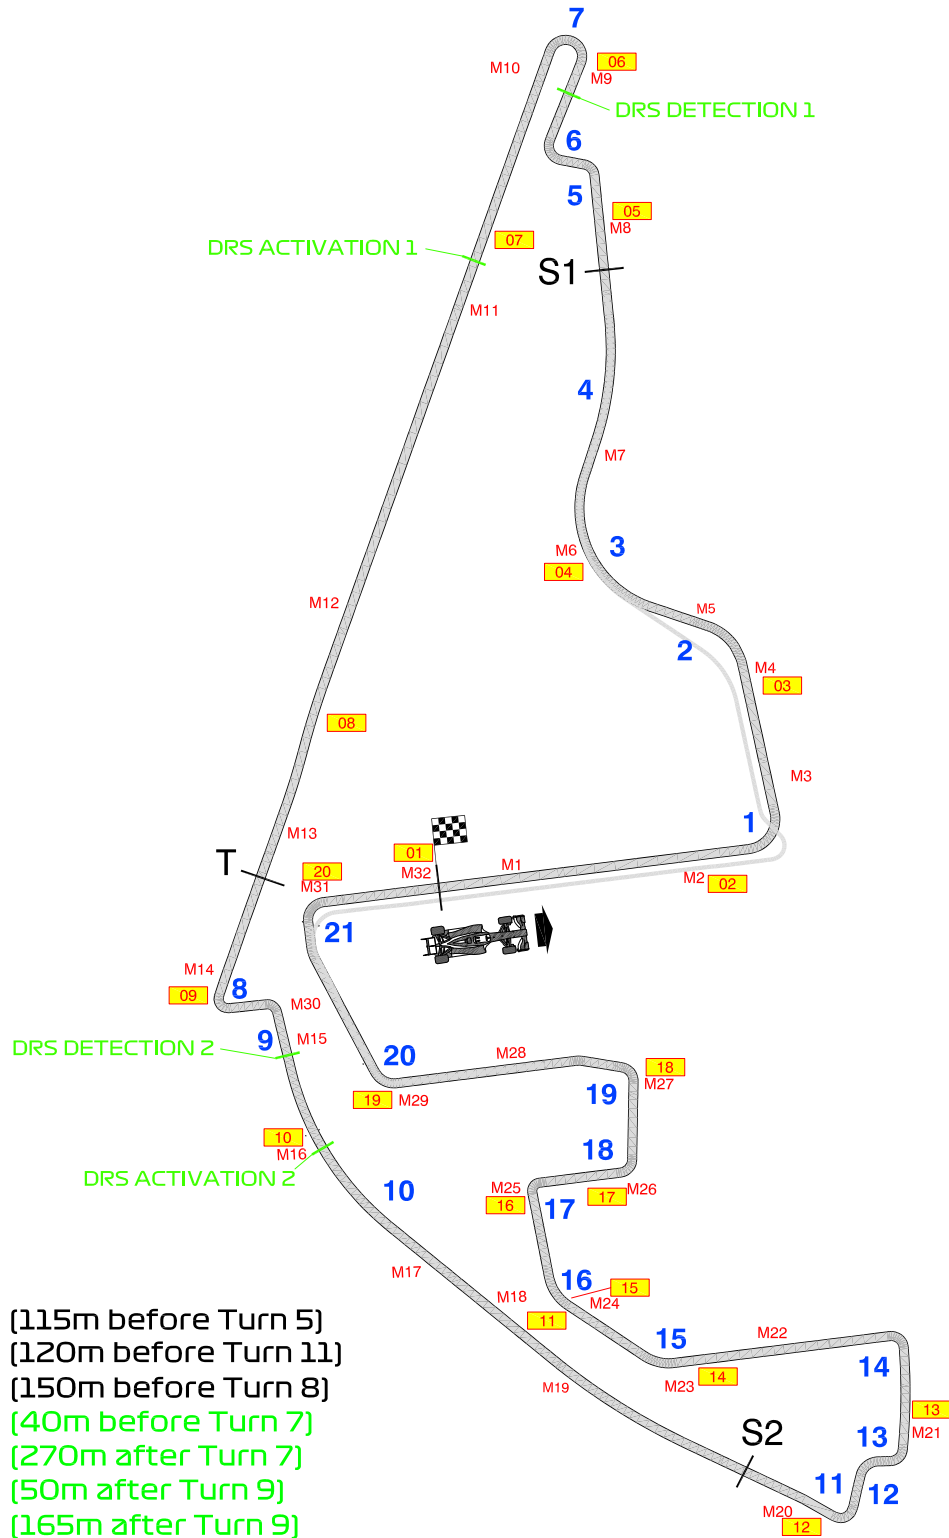 7
06
M10
M9
DRS DETECTION 1
6
5
05
M8
07
DRS ACTIVATION 1
S1
M11
4
M7
3
M6
04
M12
M5
2
M4
03
08
M3
1
M13
01
M1
T
20
M31
M32
M2
02
21
M14
09
8
M30
9
M15
DRS DETECTION 2
20
M28
18
M27
19
M29
19
10
M16
18
DRS ACTIVATION 2
10
M25
16
17
M26
17
M17
16
15
M18
M24
11
(115m before Turn 5)
(120m before Turn 11)
(150m before Turn 8)
(40m before Turn 7)
(270m after Turn 7)
(50m after Turn 9)
(165m after Turn 9)
15
M22
14
M23
14
M19
13
M21
13
S2
11
12
M20
12